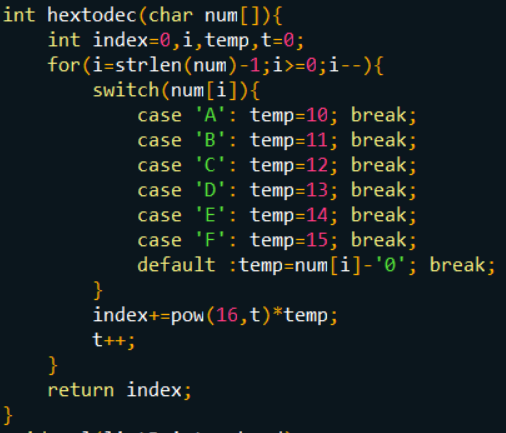 int hextodec(char num[]){
    int index=0,i,temp,t=0;
    for(i=strlen(num)-1;i>=0;i--){
        switch(num[i]){
            case 'A': temp=10; break;
            case 'B': temp=11; break;
            case 'C': temp=12; break;
            case 'D': temp=13; break;
            case 'E': temp=14; break;
            case 'F': temp=15; break;
            default :temp=num[i]-'0'; break;
        }
        index+=pow(16,t)*temp;
        t++;
    }
    return index;
}